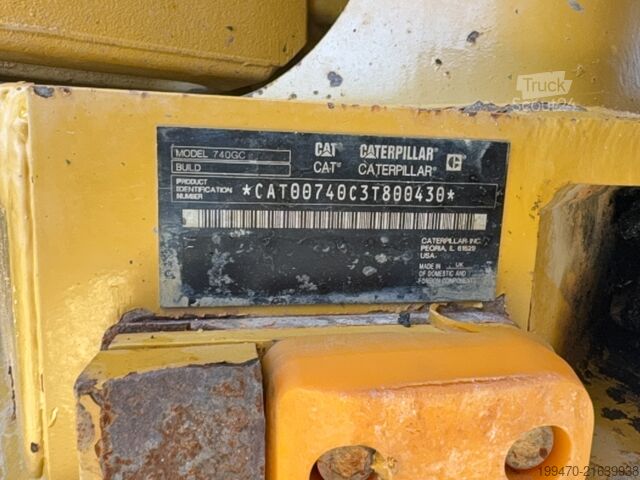 Truck
Scout24
MODEL 740GC
CAT® CATERPILLAR®
BUILD
CAT® CATERPILLAR®
PRODUCT
IDENTIFICATION
NUMBER
*CAT00740C3T800430*
CATERPILLAR INC.
PEORIA, IL 61629
USA
MADE IN UK
OF DOMESTIC AND
FOREIGN COMPONENTS
199470-21639938